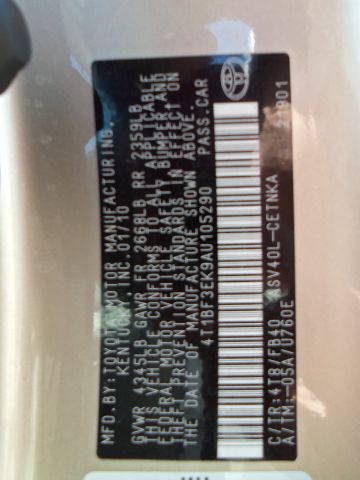 MFD.BY:TOYOTA MOTOR MANUFACTURING,
KENTUCKY, INC.01/10
GVWR 4345LB GAWR FR 2668LB RR 2359LB
THIS VEHICLE CONFORMS TO ALL APPLICABLE
FEDERAL MOTOR VEHICLE SAFETY, BUMPER, AND
THEFT PREVENTION STANDARDS IN EFFECT ON
THE DATE OF MANUFACTURE SHOWN ABOVE.
4T1BF3EK9AU105290 PASS.CAR
C/TR:4T8/FB40 ASV40L-CETNKA
A/TM:-05A/U760E 21901